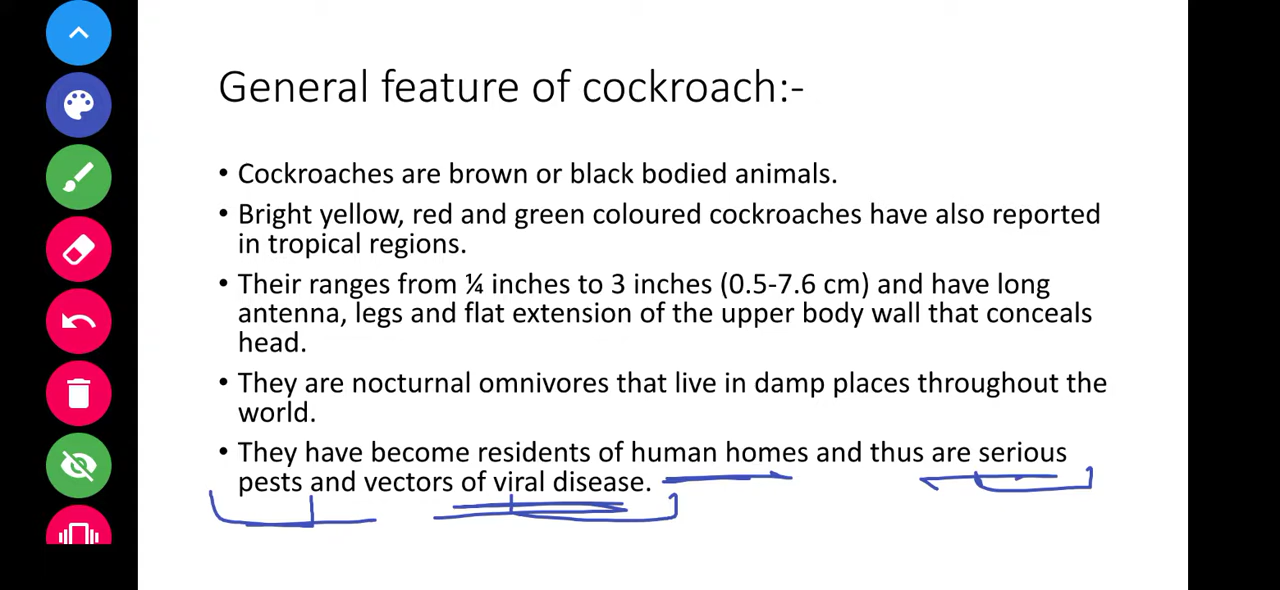 General feature of cockroach:-
• Cockroaches are brown or black bodied animals.
• Bright yellow, red and green coloured cockroaches have also reported
in tropical regions.
• Their ranges from ¼ inches to 3 inches (0.5-7.6 cm) and have long
antenna, legs and flat extension of the upper body wall that conceals
head.
• They are nocturnal omnivores that live in damp places throughout the
world.
• They have become residents of human homes and thus are serious
pests and vectors of viral disease.